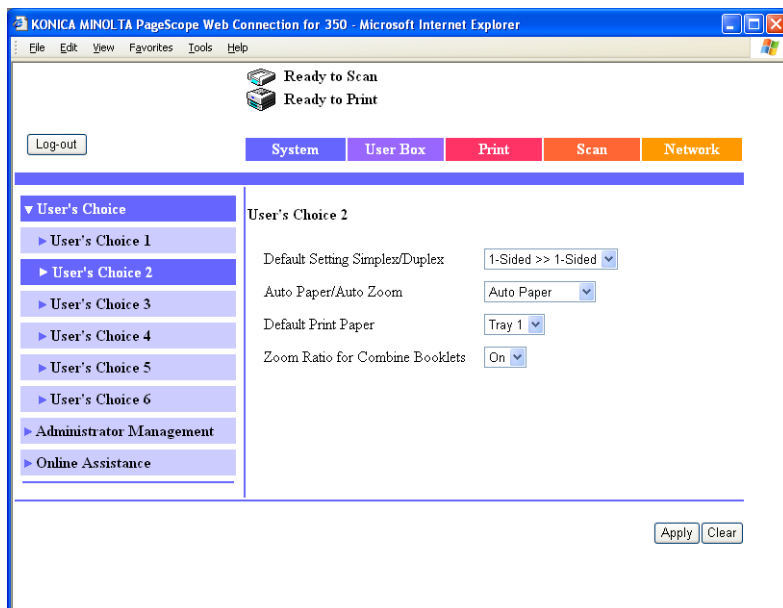 KONICA MINOLTA PageScope Web Connection for 350 - Microsoft Internet Explorer
File Edit View Favorites Tools Help
Ready to Scan
Ready to Print
Log-out
System User Box Print Scan Network
User's Choice
User's Choice 1
User's Choice 2
User's Choice 3
User's Choice 4
User's Choice 5
User's Choice 6
Administrator Management
Online Assistance
User's Choice 2
Default Setting Simplex/Duplex 1-Sided >> 1-Sided
Auto Paper/Auto Zoom Auto Paper
Default Print Paper Tray 1
Zoom Ratio for Combine Booklets On
Apply Clear